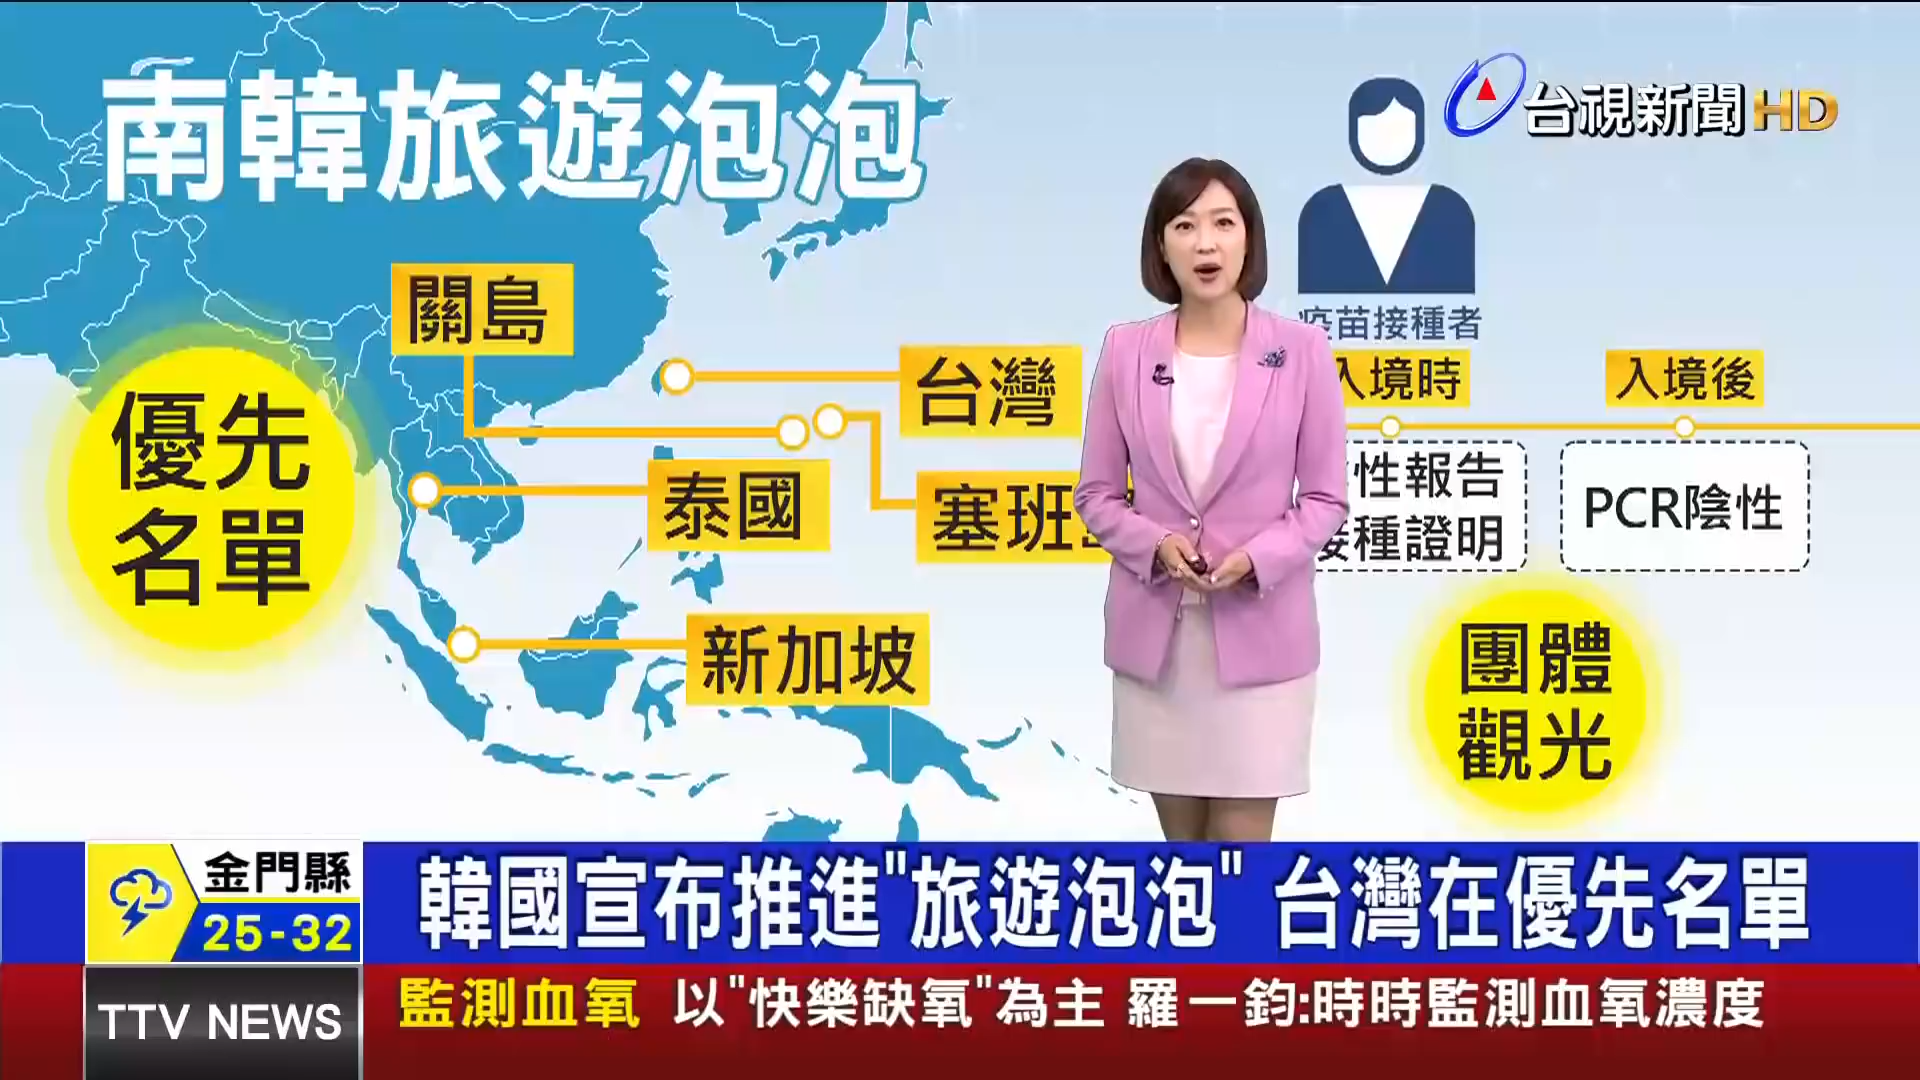 南韓旅遊泡泡
台視新聞HD
關島
疫苗接種者
優先
名單
台灣
入境時
入境後
泰國
塞班
性報告
接種證明
PCR陰性
新加坡
團體
觀光
金門縣
25-32
韓國宣布推進"旅遊泡泡" 台灣在優先名單
TTV NEWS
監測血氧 以"快樂缺氧"為主 羅一鈞:時時監測血氧濃度